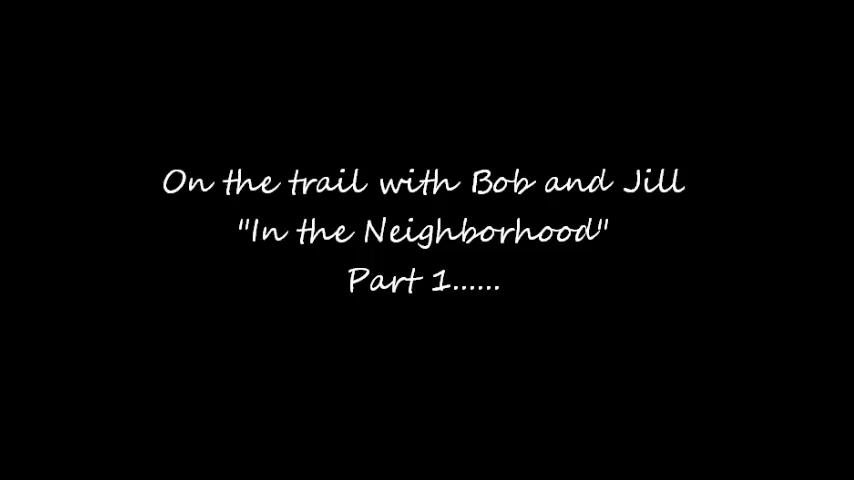 On the trail with Bob and Jill
"In the Neighborhood"
Part 1......